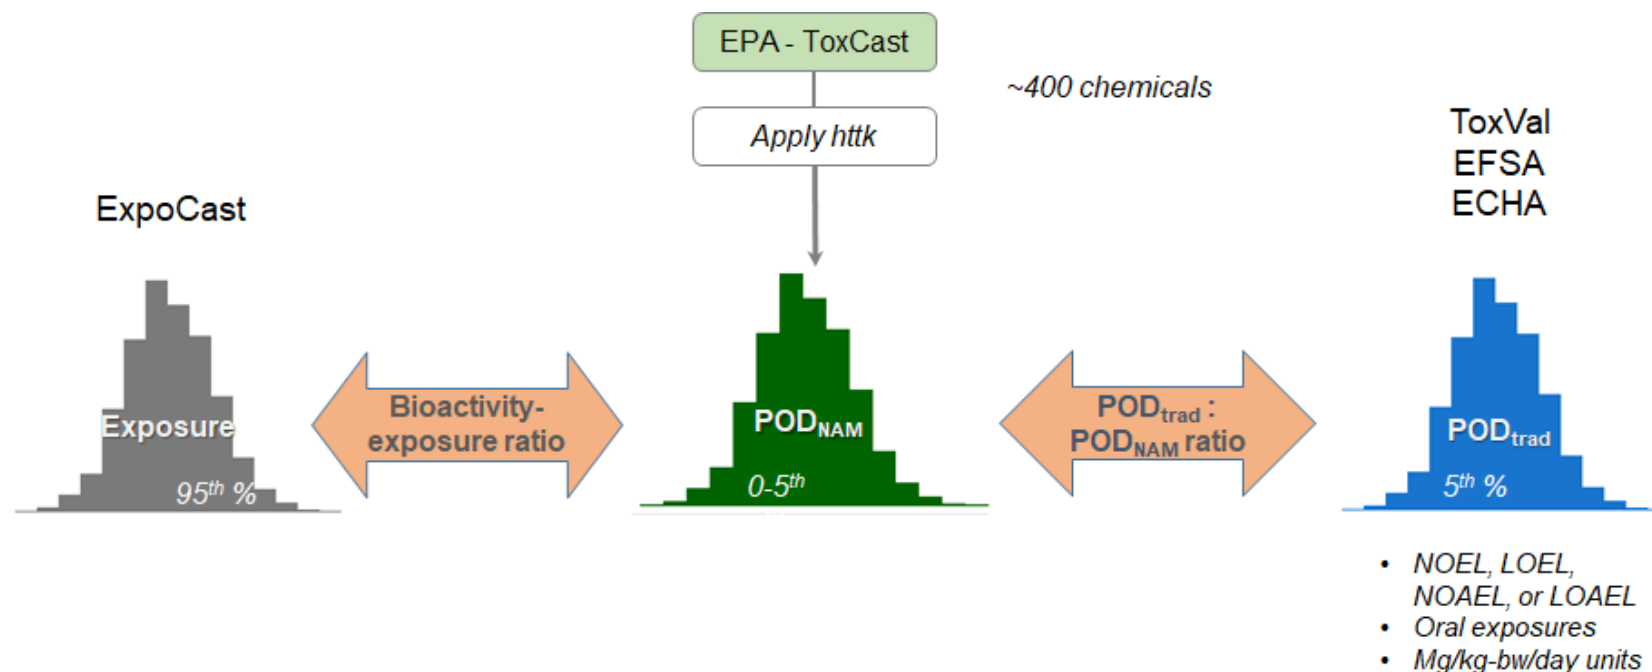 EPA - ToxCast
~400 chemicals
Apply httk
ToxVal
EFSA
ECHA
ExpoCast
Exposure
95th %
Bioactivity-
exposure ratio
PODNAM
0-5th
PODtrad :
PODNAM ratio
PODtrad
5th %
• NOEL, LOEL,
NOAEL, or LOAEL
• Oral exposures
• Mg/kg-bw/day units